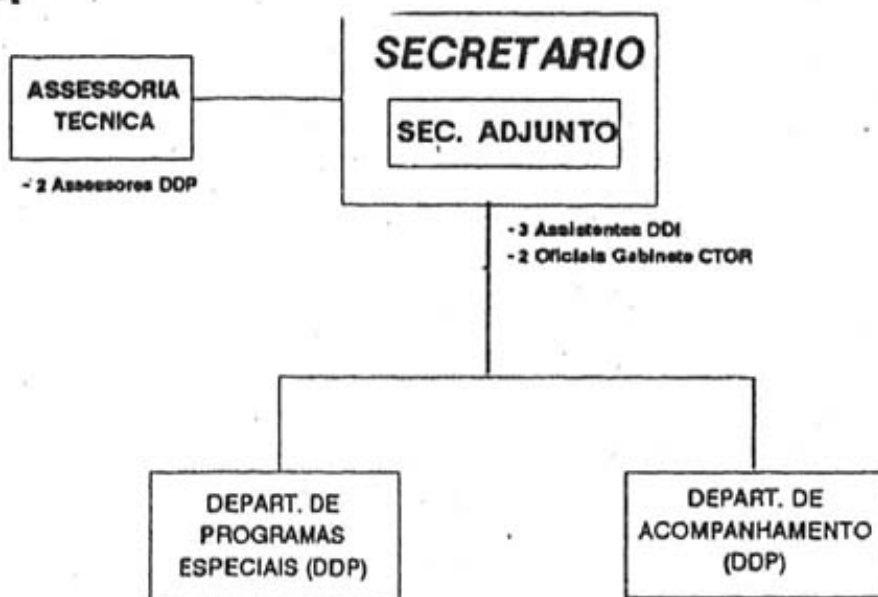 SECRETARIO
SEC. ADJUNTO
ASSESSORIA
TECNICA
- 2 Assessores DDP
- 3 Assistentes DDI
- 2 Oficiais Gabinete CTOR
DEPART. DE
PROGRAMAS
ESPECIAIS (DDP)
DEPART. DE
ACOMPANHAMENTO
(DDP)